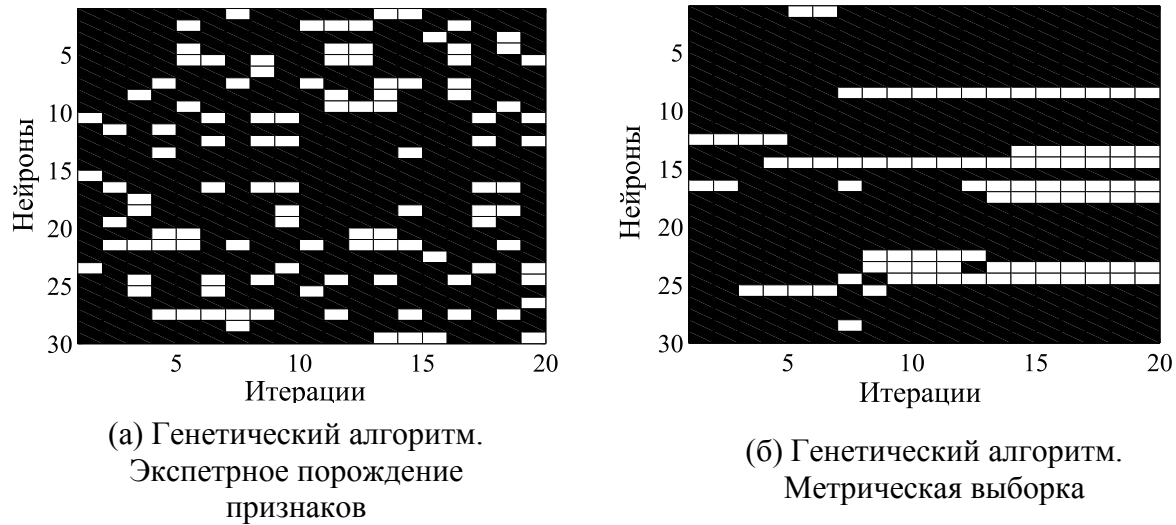 Нейроны
5
10
15
20
25
30
5
10
15
20
Итерации
(а) Генетический алгоритм.
Экспетрное порождение
признаков
Нейроны
5
10
15
20
25
30
5
10
15
20
Итерации
(б) Генетический алгоритм.
Метрическая выборка